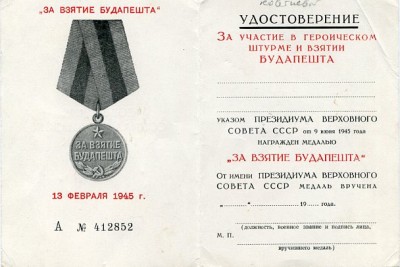 „ЗА ВЗЯТИЕ БУДАПЕШТА“
ЗА ВЗЯТИЕ
БУДАПЕШТА
13 ФЕВРАЛЯ 1945 г.
А № 412852
УДОСТОВЕРЕНИЕ
ЗА УЧАСТИЕ В ГЕРОИЧЕСКОМ
ШТУРМЕ И ВЗЯТИИ
БУДАПЕШТА
УКАЗОМ ПРЕЗИДИУМА ВЕРХОВНОГО
СОВЕТА СССР от 9 июня 1945 года
НАГРАЖДЕН МЕДАЛЬЮ
„ЗА ВЗЯТИЕ БУДАПЕШТА“
От имени ПРЕЗИДИУМА ВЕРХОВНОГО
СОВЕТА СССР МЕДАЛЬ ВРУЧЕНА
„......“ .................... 19 ..... года.
М. П.
(должность, военное звание и подпись лица,
вручившего медаль)